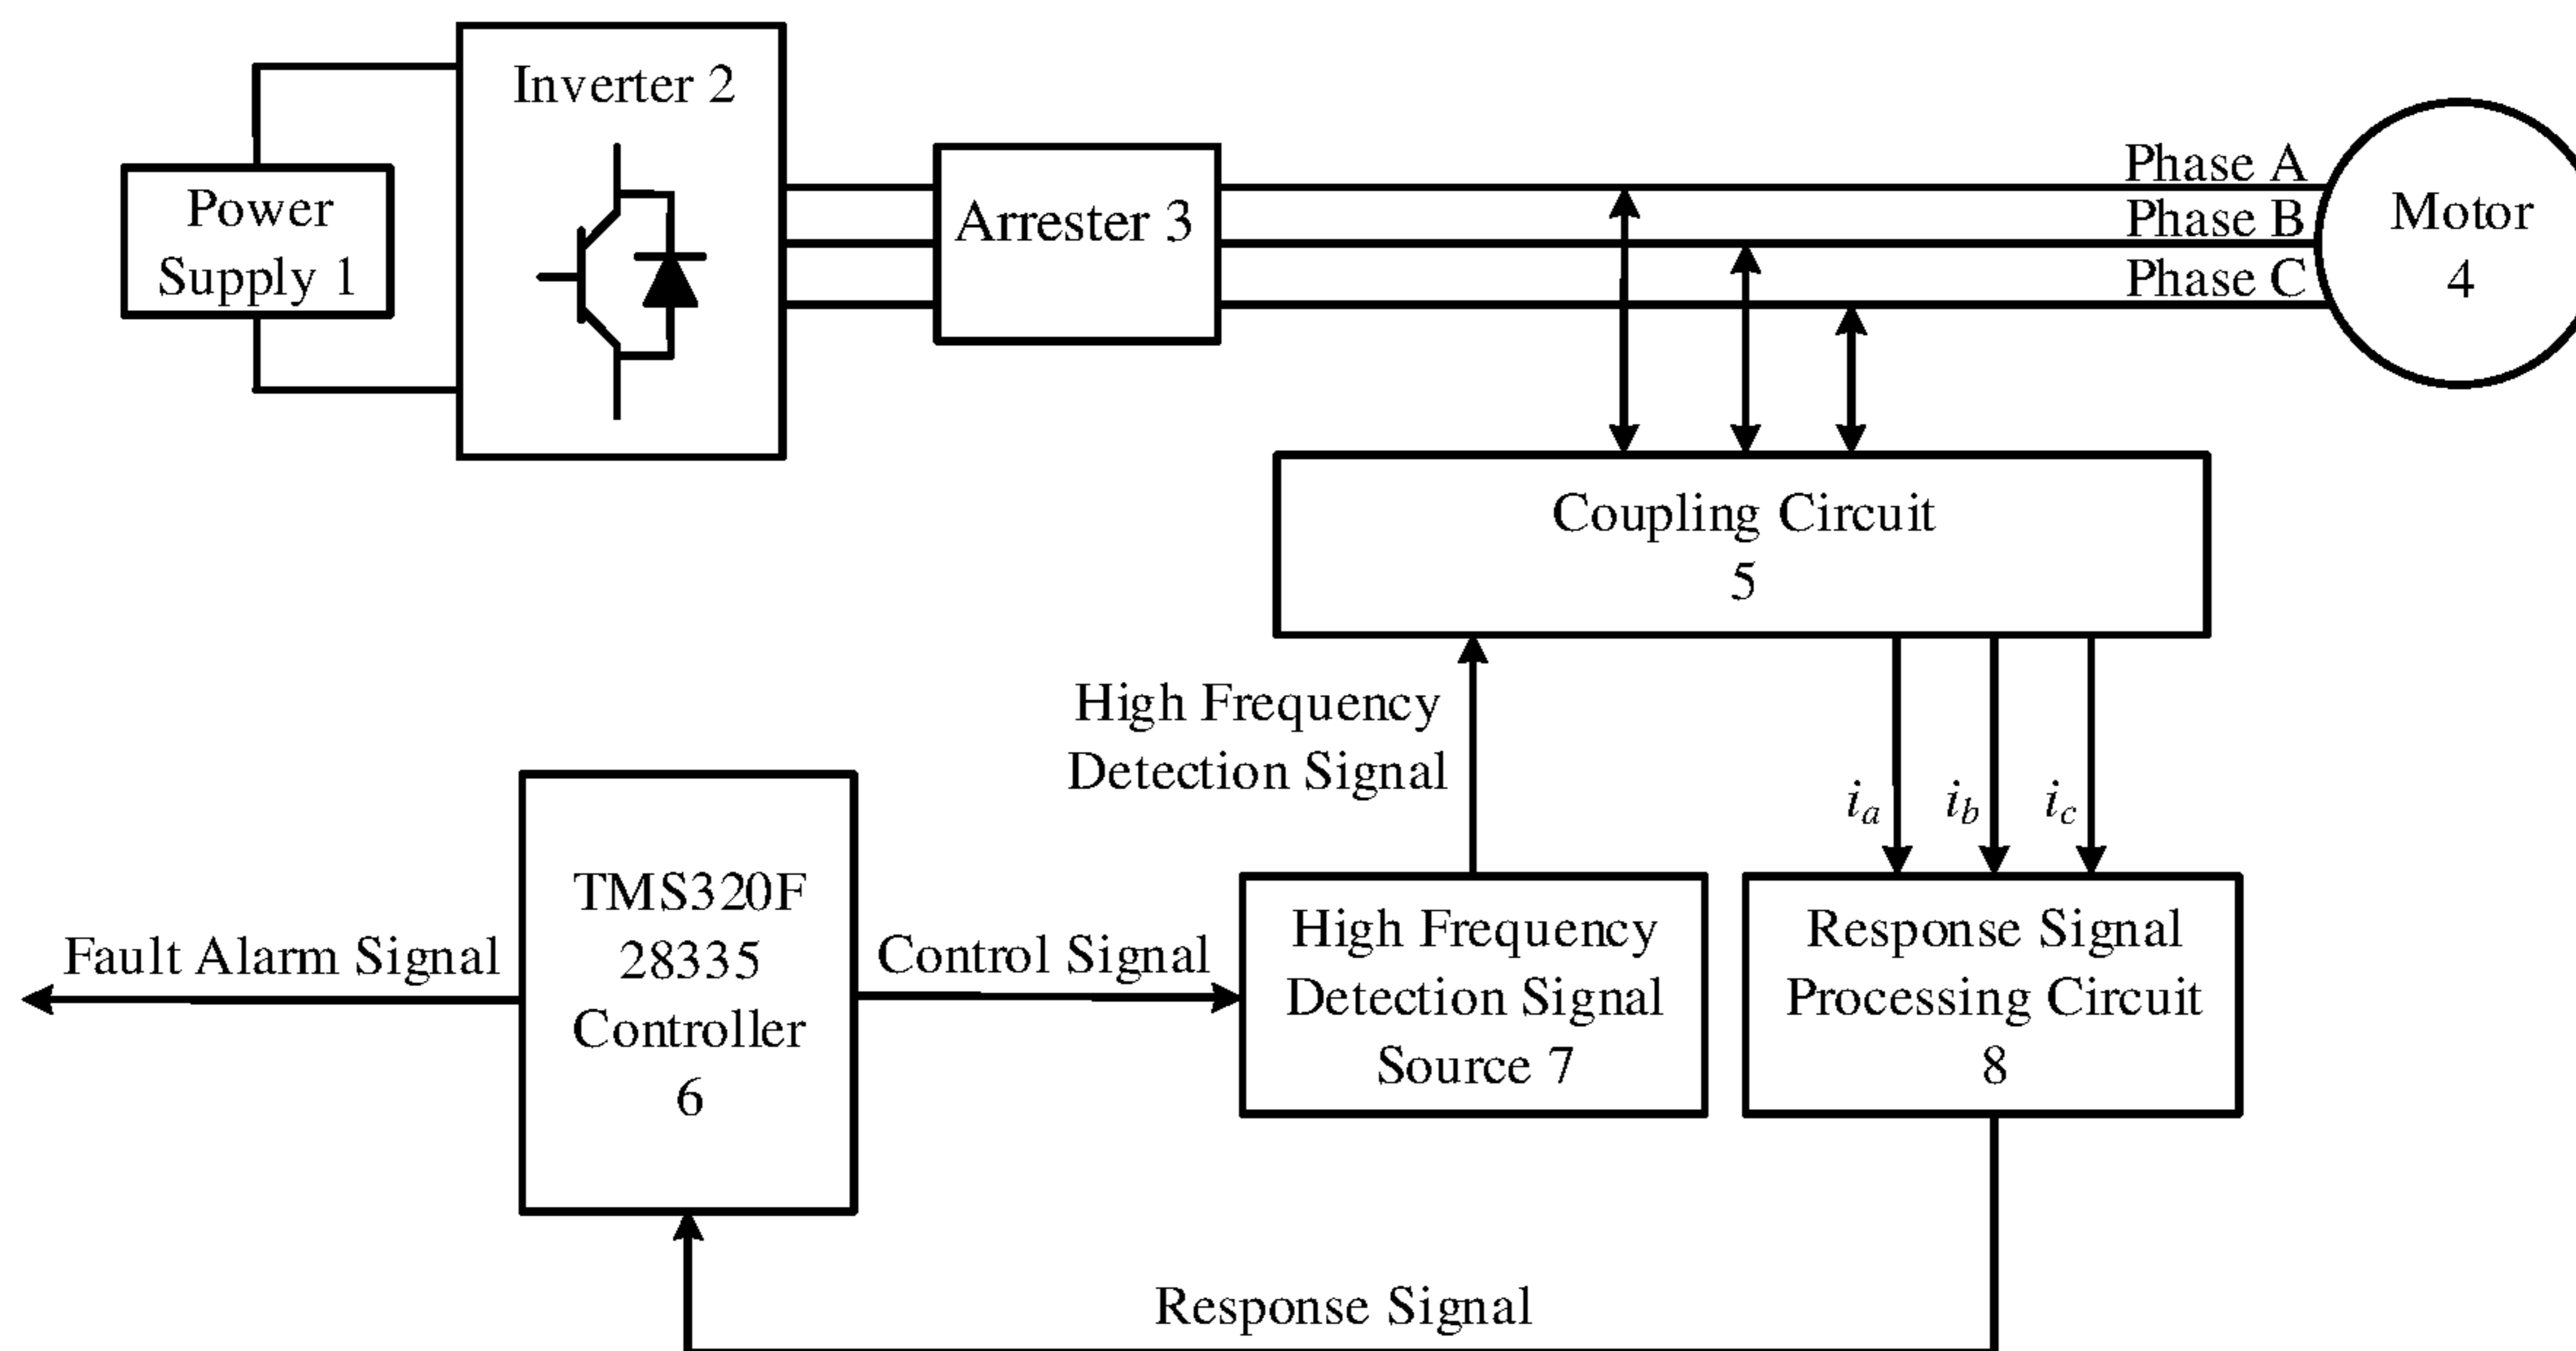 Inverter 2
Power
Supply 1
Arrester 3
Phase A
Phase B
Phase C
Motor
4
Coupling Circuit
5
High Frequency
Detection Signal
i_a
i_b
i_c
Fault Alarm Signal
TMS320F
28335
Controller
6
Control Signal
High Frequency
Detection Signal
Source 7
Response Signal
Processing Circuit
8
Response Signal